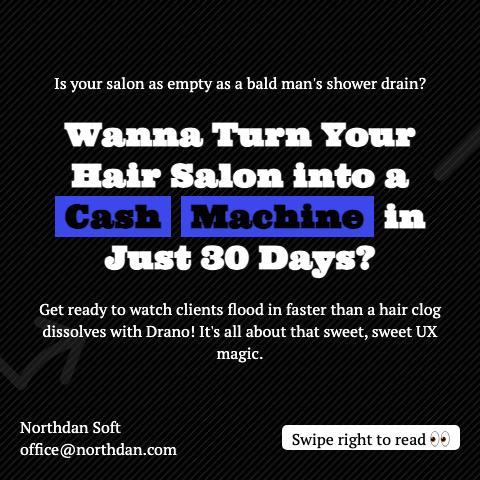 Is your salon as empty as a bald man's shower drain?
Wanna Turn Your
Hair Salon into a
Cash Machine in
Just 30 Days?
Get ready to watch clients flood in faster than a hair clog
dissolves with Drano! It's all about that sweet, sweet UX
magic.
Northdan Soft
office@northdan.com
Swipe right to read 👀